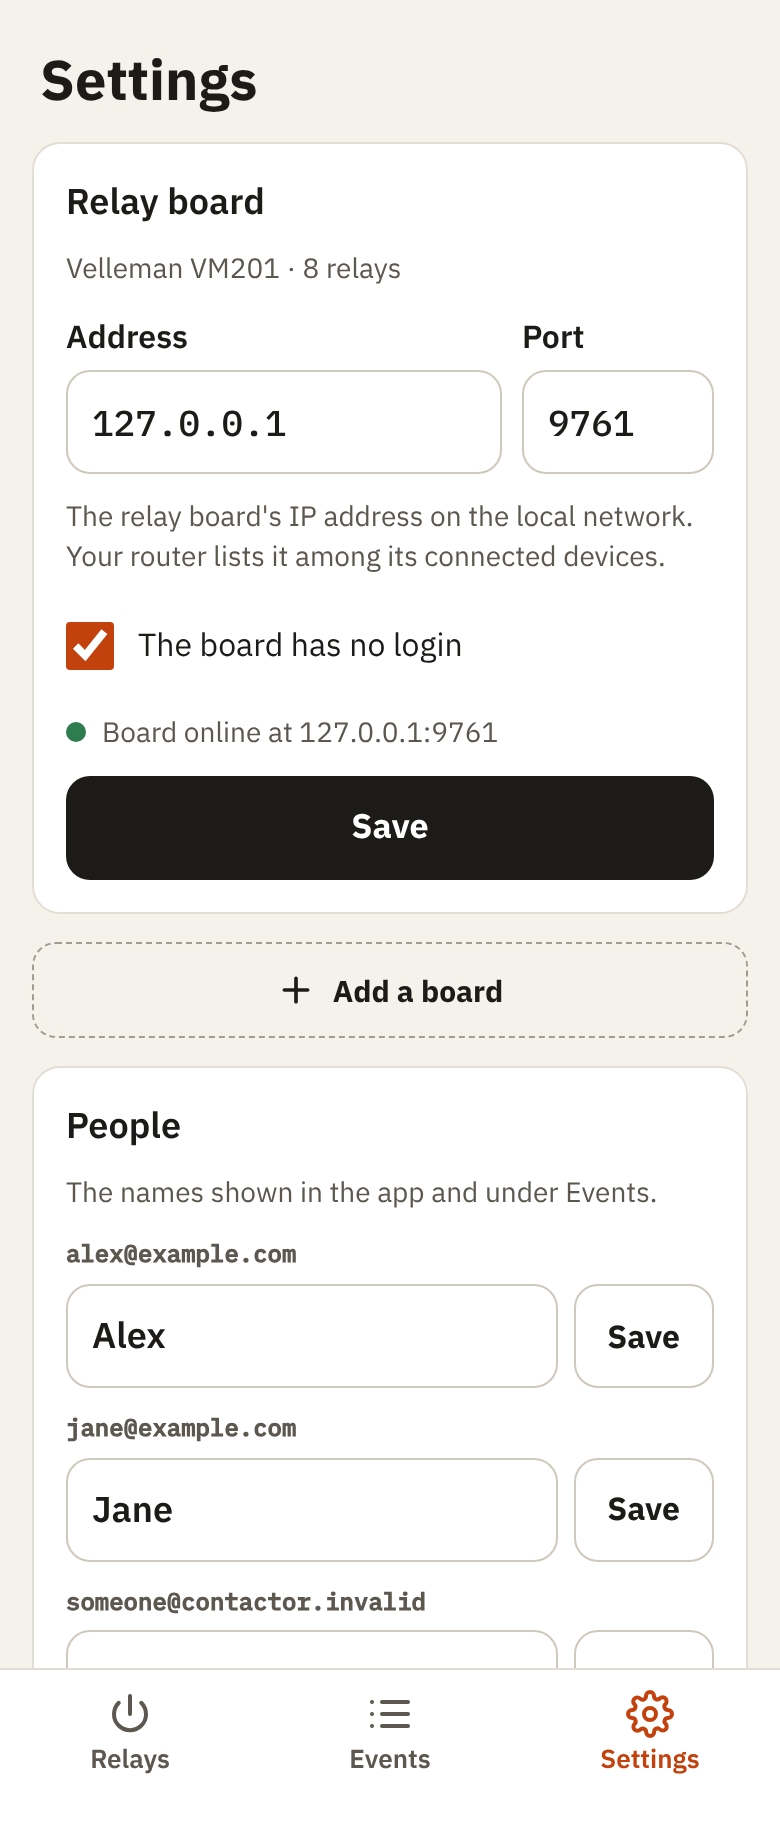 Settings
Relay board
Velleman VM201 · 8 relays
Address
Port
127.0.0.1
9761
The relay board's IP address on the local network.
Your router lists it among its connected devices.
The board has no login
Board online at 127.0.0.1:9761
Save
Add a board
People
The names shown in the app and under Events.
alex@example.com
Alex
Save
jane@example.com
Jane
Save
someone@contactor.invalid
Relays
Events
Settings